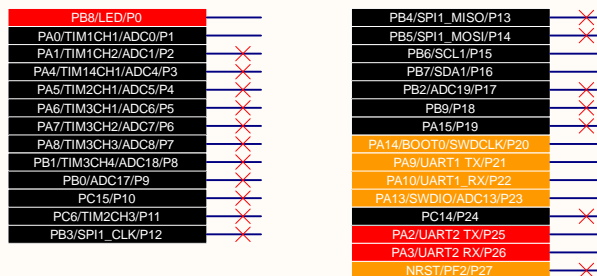 PB8/LED/P0
PA0/TIM1CH1/ADC0/P1
PA1/TIM1CH2/ADC1/P2
PA4/TIM14CH1/ADC4/P3
PA5/TIM2CH1/ADC5/P4
PA6/TIM3CH1/ADC6/P5
PA7/TIM3CH2/ADC7/P6
PA8/TIM3CH3/ADC8/P7
PB1/TIM3CH4/ADC18/P8
PB0/ADC17/P9
PC15/P10
PC6/TIM2CH3/P11
PB3/SPI1_CLK/P12
PB4/SPI1_MISO/P13
PB5/SPI1_MOSI/P14
PB6/SCL1/P15
PB7/SDA1/P16
PB2/ADC19/P17
PB9/P18
PA15/P19
PA14/BOOT0/SWDCLK/P20
PA9/UART1 TX/P21
PA10/UART1_RX/P22
PA13/SWDIO/ADC13/P23
PC14/P24
PA2/UART2 TX/P25
PA3/UART2 RX/P26
NRST/PF2/P27